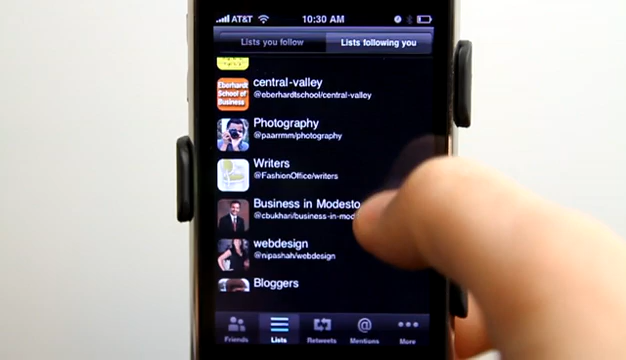 AT&T
10:30 AM
Lists you follow
Lists following you
Eberhardt
School of
Business
central-valley
@eberhardtschool/central-valley
Photography
@paarrmm/photography
Writers
@FashionOffice/writers
Business in Modesto
@cbukhari/business-in-mod
webdesign
@nipashah/webdesign
Bloggers
Friends
Lists
Retweets
Mentions
More